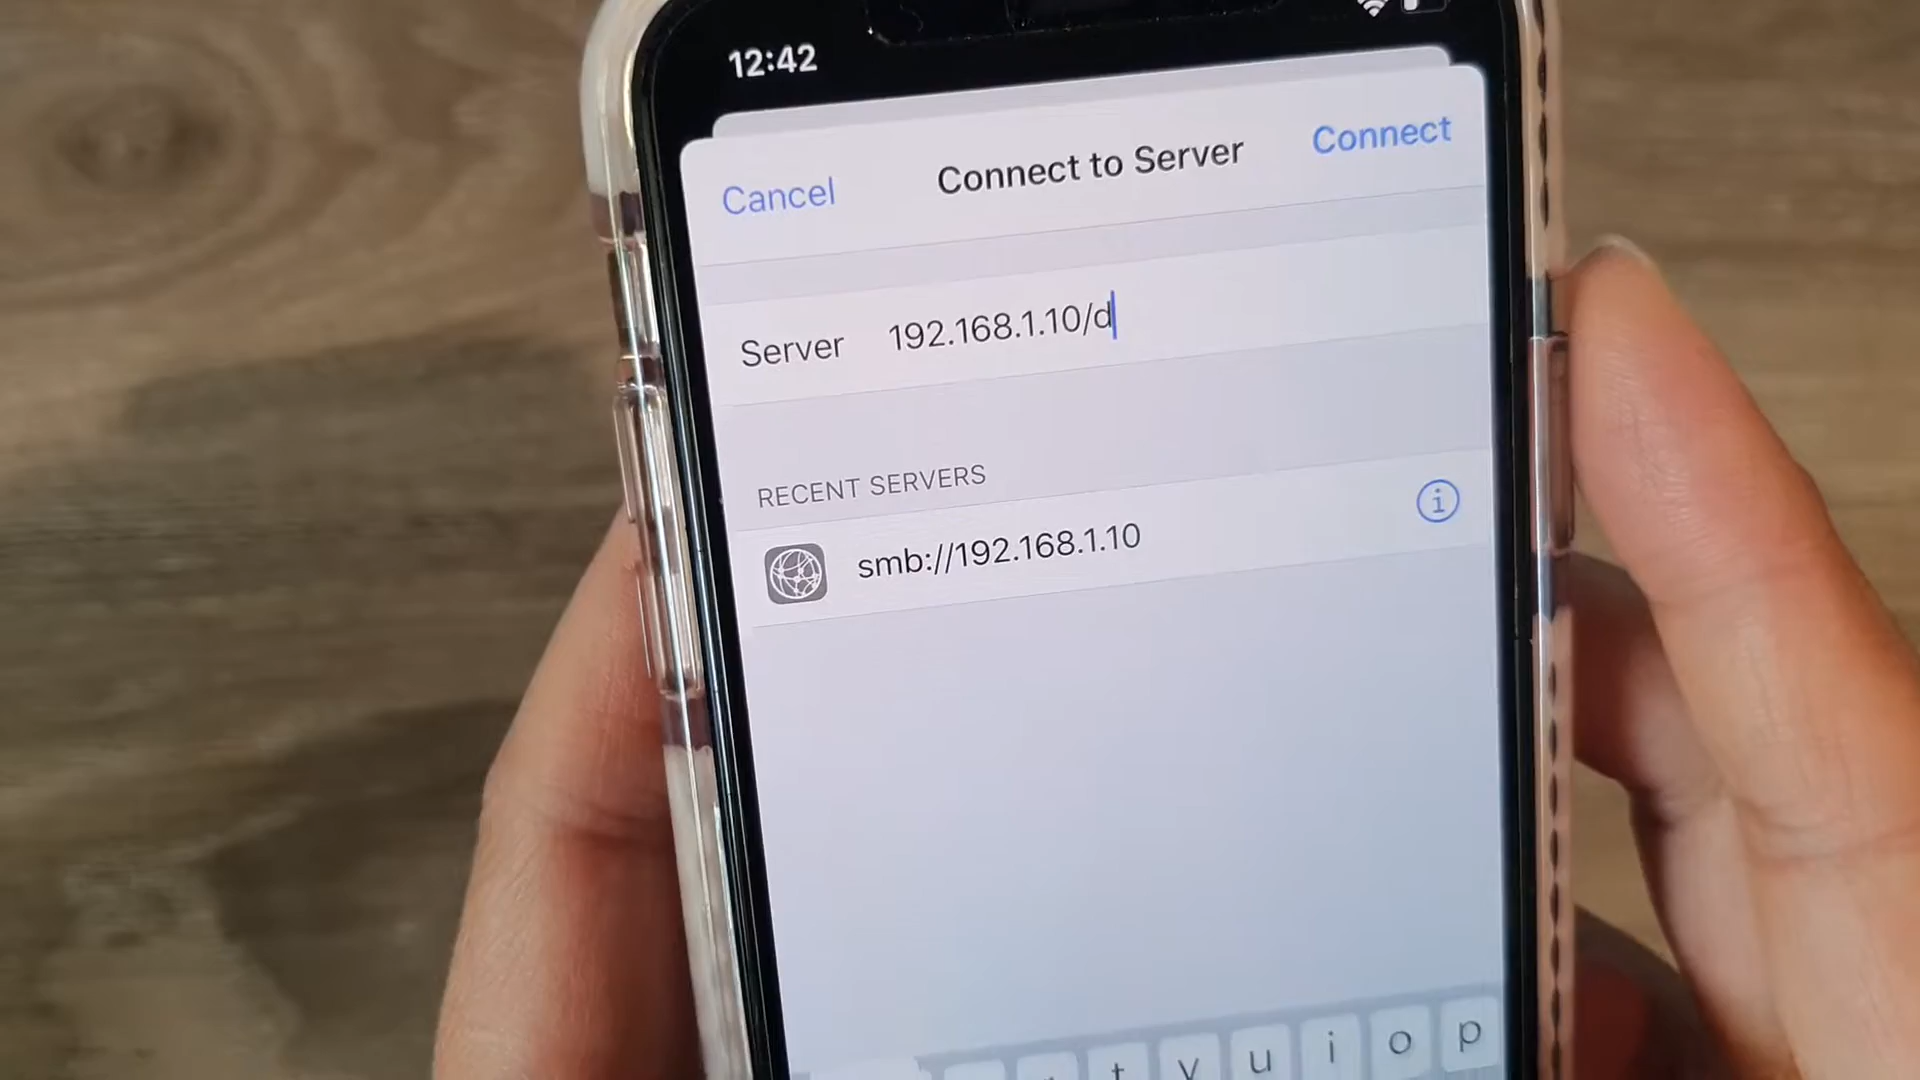 12:42
Cancel Connect to Server Connect
Server 192.168.1.10/d
RECENT SERVERS
smb://192.168.1.10
t y u i o p